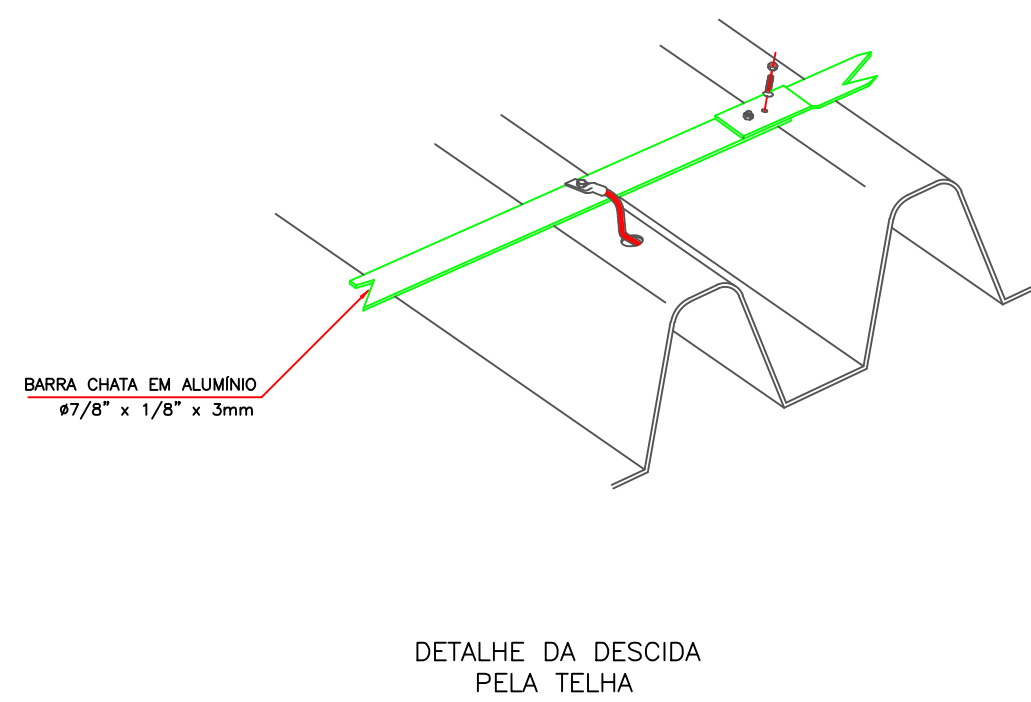 BARRA CHATA EM ALUMÍNIO
ø7/8" x 1/8" x 3mm
DETALHE DA DESCIDA
PELA TELHA